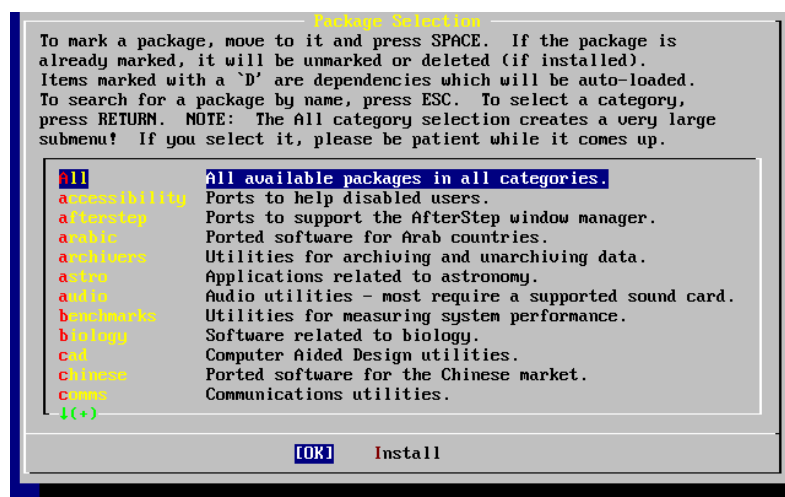 Package Selection
To mark a package, move to it and press SPACE.  If the package is
already marked, it will be unmarked or deleted (if installed).
Items marked with a `D' are dependencies which will be auto-loaded.
To search for a package by name, press ESC.  To select a category,
press RETURN.  NOTE:  The All category selection creates a very large
submenu!  If you select it, please be patient while it comes up.
All All available packages in all categories.
accessibility Ports to help disabled users.
afterstep Ports to support the AfterStep window manager.
arabic Ported software for Arab countries.
archivers Utilities for archiving and unarchiving data.
astro Applications related to astronomy.
audio Audio utilities - most require a supported sound card.
benchmarks Utilities for measuring system performance.
biology Software related to biology.
cad Computer Aided Design utilities.
chinese Ported software for the Chinese market.
comms Communications utilities.
↓(+)
[OK] Install